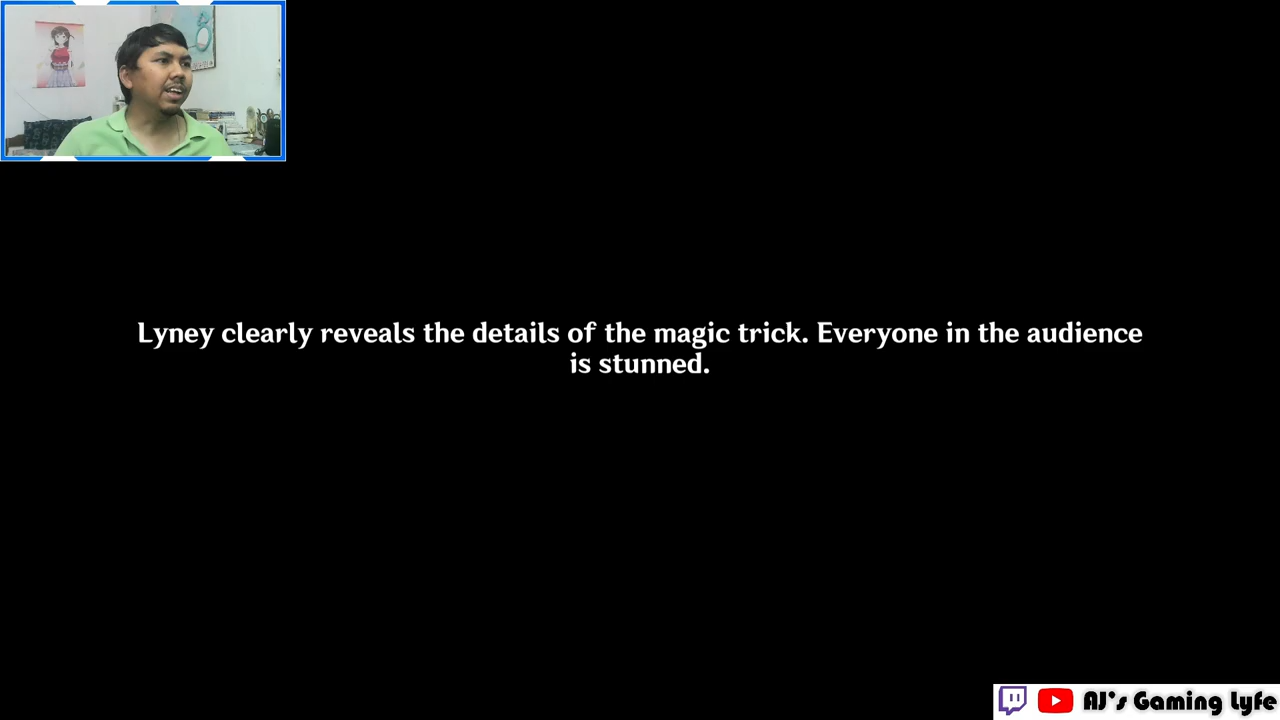 Lyney clearly reveals the details of the magic trick. Everyone in the audience
is stunned.
AJ's Gaming Lyfe